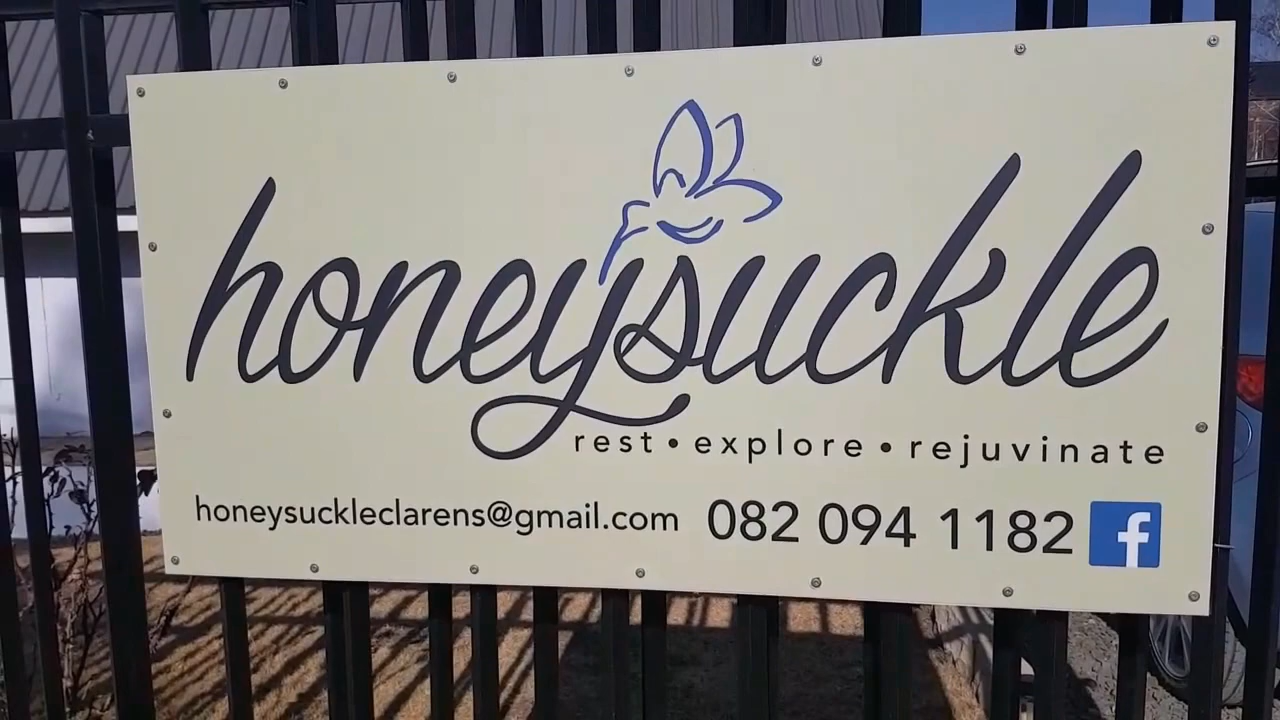 honeysuckle
rest • explore • rejuvinate
honeysuckleclarens@gmail.com 082 094 1182 f